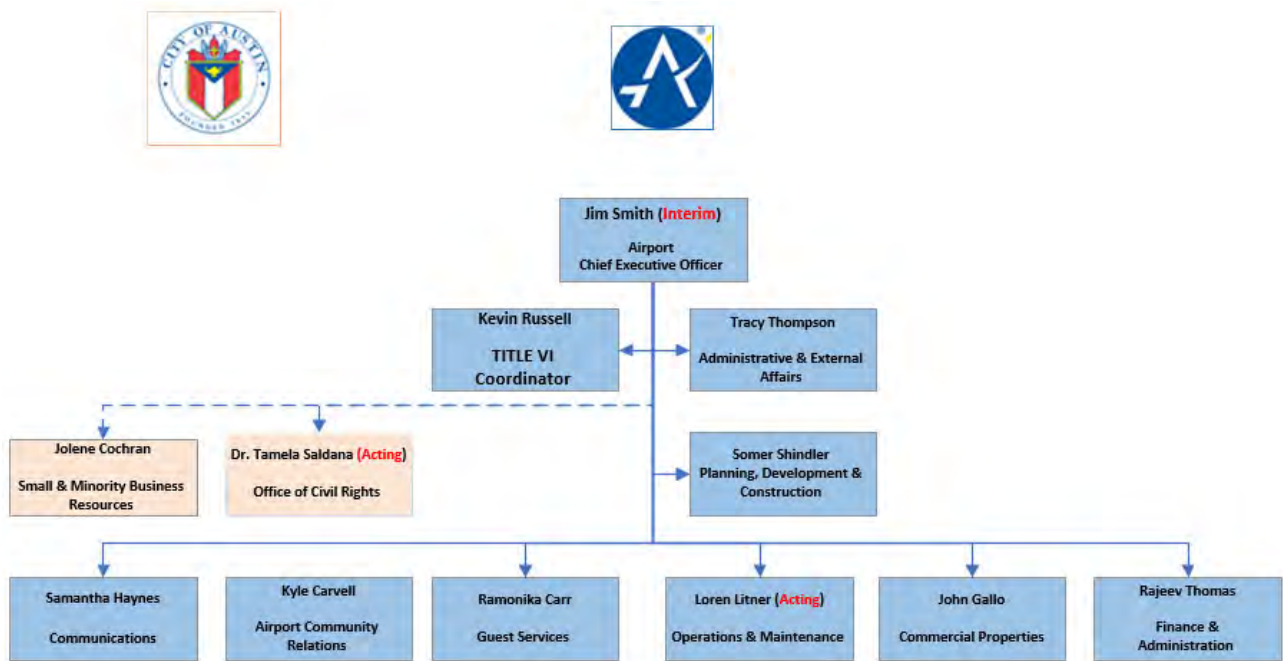 CITY OF AUSTIN
FOUNDED 1839
Jim Smith (Interim)
Airport
Chief Executive Officer
Kevin Russell
TITLE VI
Coordinator
Tracy Thompson
Administrative & External
Affairs
Jolene Cochran
Small & Minority Business
Resources
Dr. Tamela Saldana (Acting)
Office of Civil Rights
Somer Shindler
Planning, Development &
Construction
Samantha Haynes
Communications
Kyle Carvell
Airport Community
Relations
Ramonika Carr
Guest Services
Loren Litner (Acting)
Operations & Maintenance
John Gallo
Commercial Properties
Rajeev Thomas
Finance &
Administration